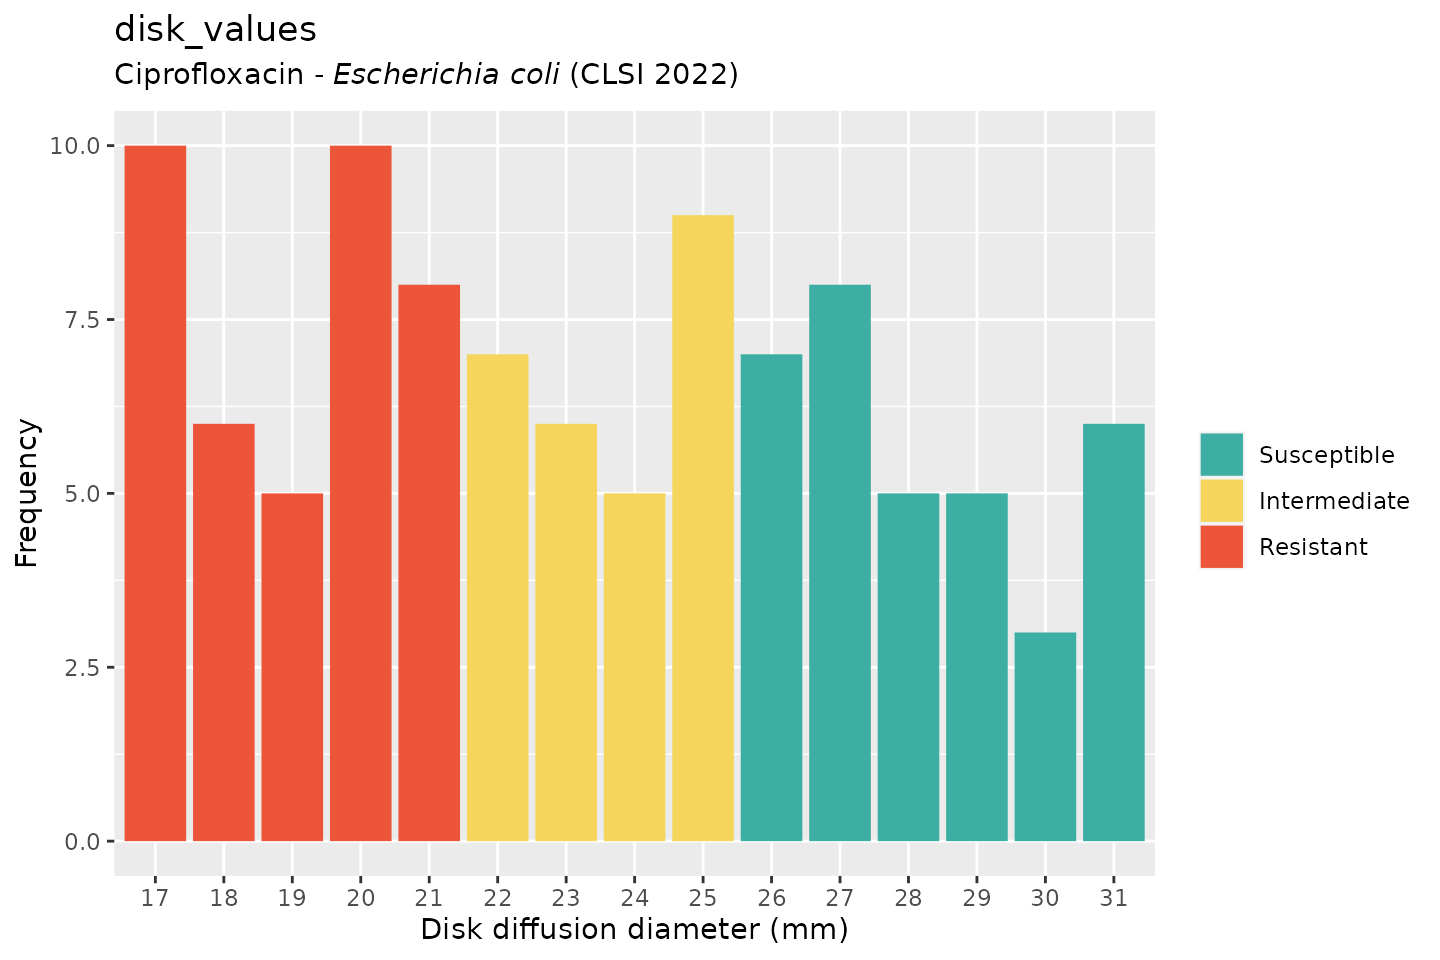 disk_values
Ciprofloxacin - Escherichia coli (CLSI 2022)
Frequency
10.0
7.5
5.0
2.5
0.0
17 18 19 20 21 22 23 24 25 26 27 28 29 30 31
Disk diffusion diameter (mm)
Susceptible
Intermediate
Resistant